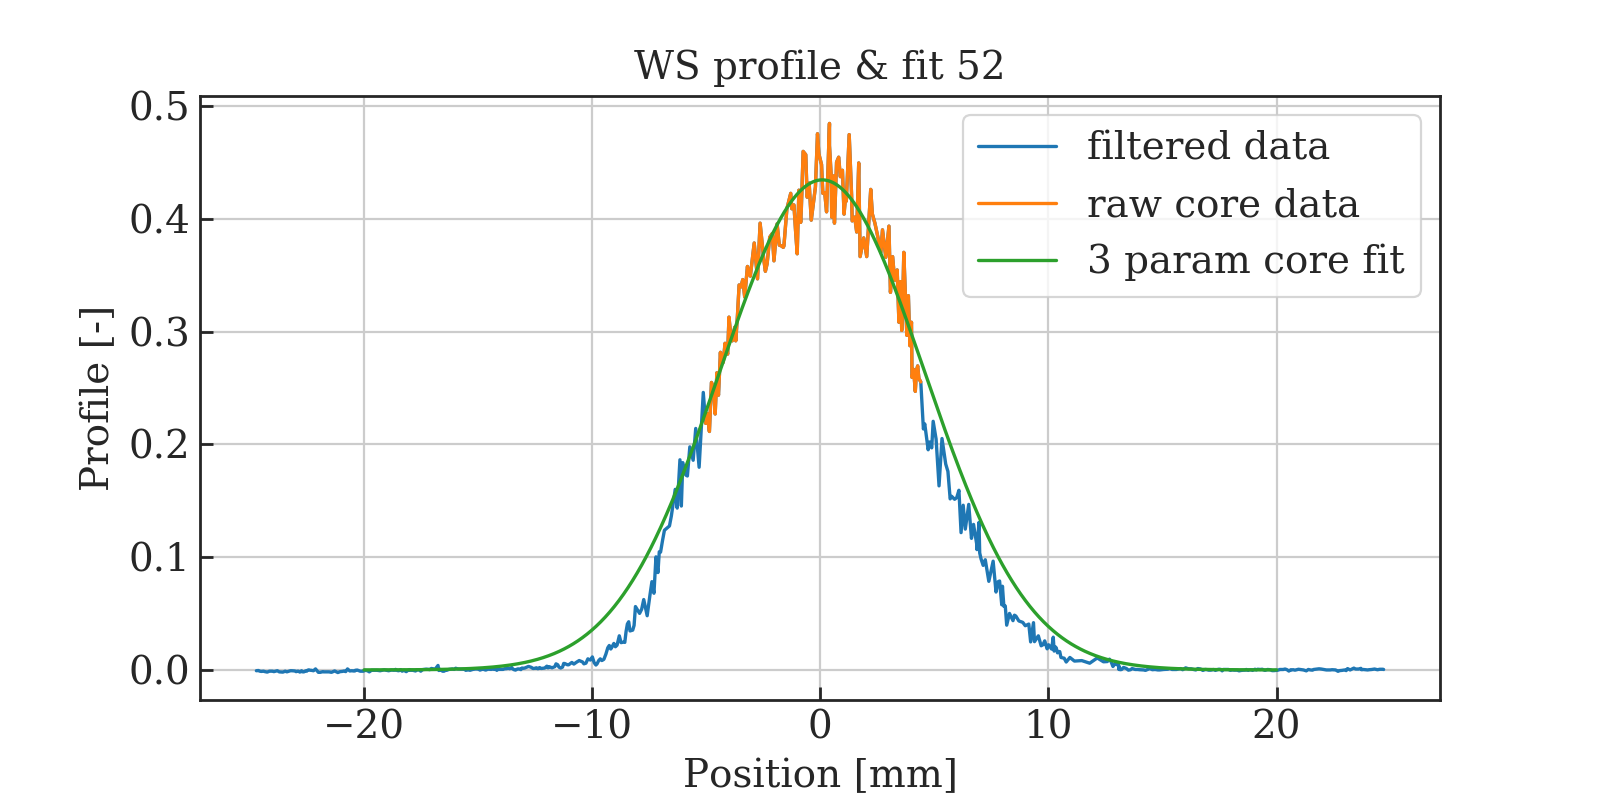 WS profile & fit 52
filtered data
raw core data
3 param core fit
Profile [-]
0.5
0.4
0.3
0.2
0.1
0.0
−20
−10
0
10
20
Position [mm]